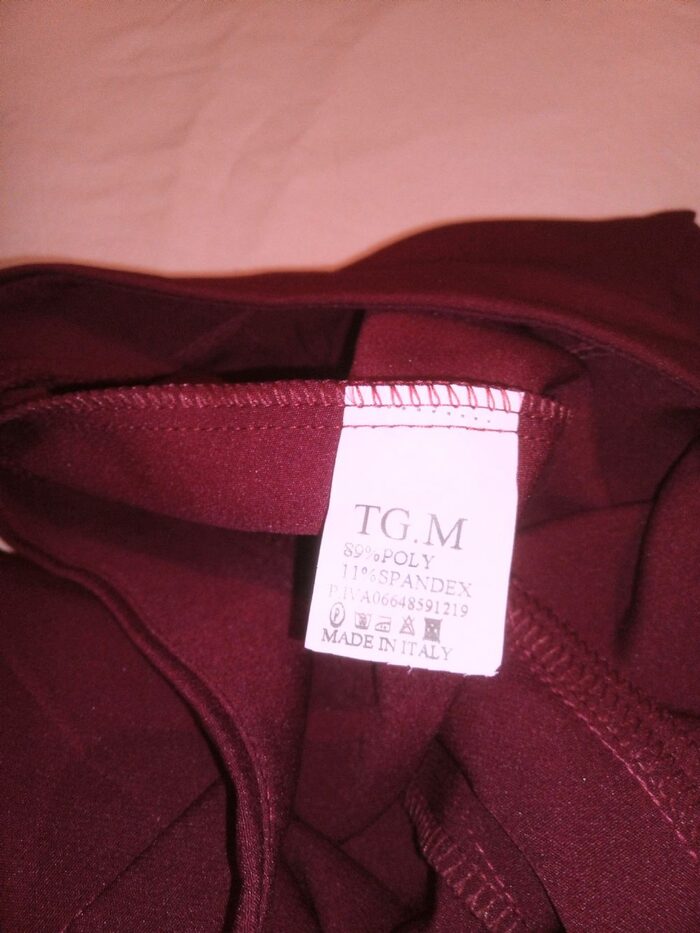 TG.M
89%POLY
11%SPANDEX
P.IVA06648591219
MADE IN ITALY